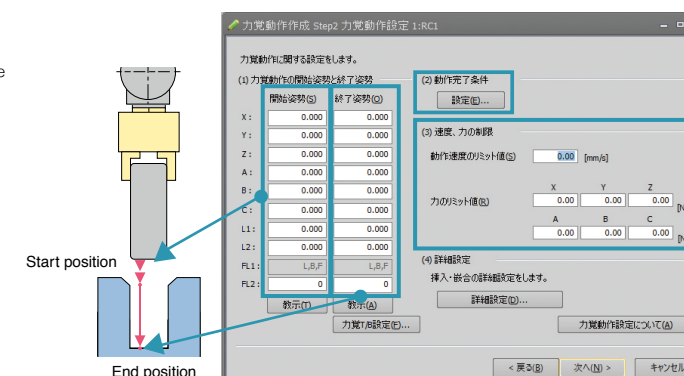 e
Start position
End position
力覚動作作成 Step2 力覚動作設定 1:RC1
力覚動作に関する設定をします。
(1) 力覚動作の開始姿勢と終了姿勢
開始姿勢(S) 終了姿勢(O)
X: 0.000 0.000
Y: 0.000 0.000
Z: 0.000 0.000
A: 0.000 0.000
B: 0.000 0.000
C: 0.000 0.000
L1: 0.000 0.000
L2: 0.000 0.000
FL1: L,B,F L,B,F
FL2: 0 0
教示(T) 教示(A)
力覚T/B設定(F)...
(2) 動作完了条件
設定(E)...
(3) 速度、力の制限
動作速度のリミット値(S) 0.00 [mm/s]
X Y Z
力のリミット値(R) 0.00 0.00 0.00 [N
A B C
0.00 0.00 0.00 [N
(4) 詳細設定
挿入・嵌合の詳細設定をします。
詳細設定(D)...
力覚動作設定について(A)
< 戻る(B) 次へ(N) > キャンセル